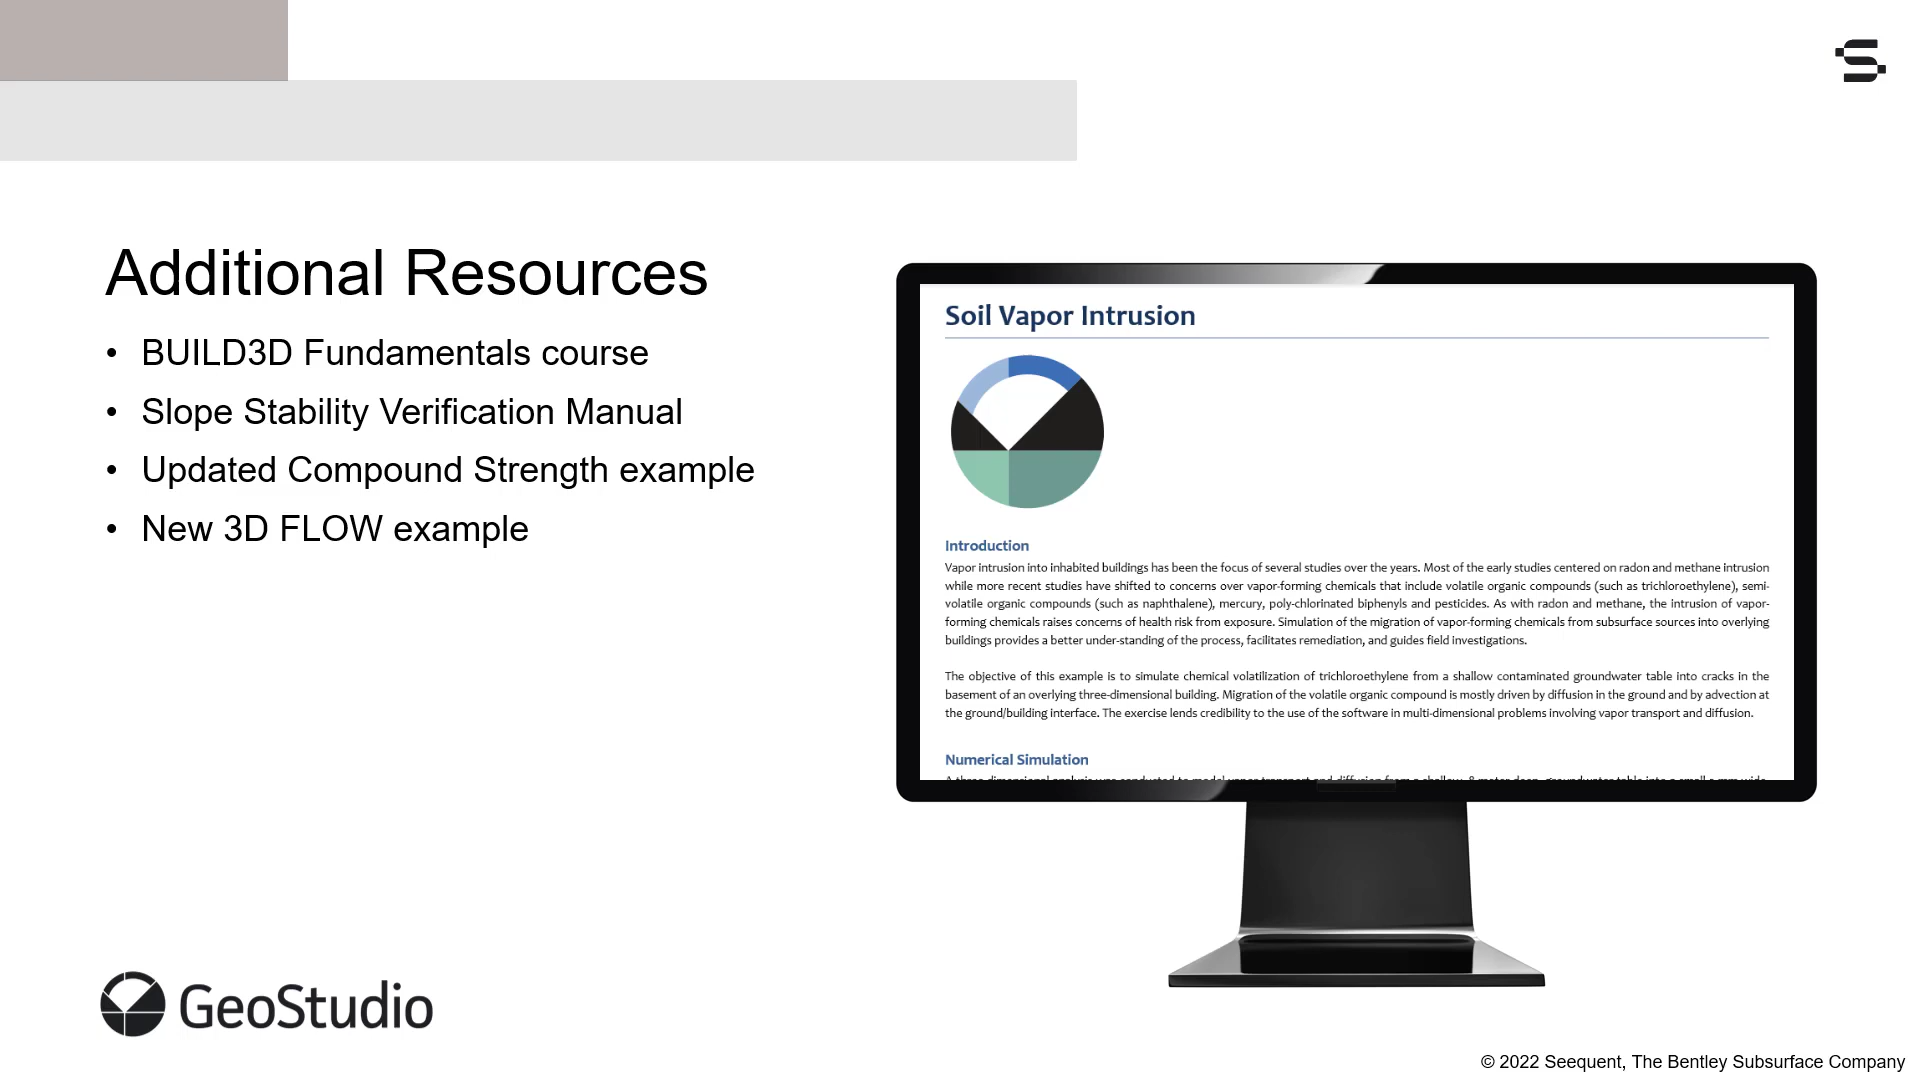 Additional Resources
• BUILD3D Fundamentals course
• Slope Stability Verification Manual
• Updated Compound Strength example
• New 3D FLOW example
Soil Vapor Intrusion
Introduction
Vapor intrusion into inhabited buildings has been the focus of several studies over the years. Most of the early studies centered on radon and methane intrusion
while more recent studies have shifted to concerns over vapor-forming chemicals that include volatile organic compounds (such as trichloroethylene), semi-
volatile organic compounds (such as naphthalene), mercury, poly-chlorinated biphenyls and pesticides. As with radon and methane, the intrusion of vapor-
forming chemicals raises concerns of health risk from exposure. Simulation of the migration of vapor-forming chemicals from subsurface sources into overlying
buildings provides a better under-standing of the process, facilitates remediation, and guides field investigations.
The objective of this example is to simulate chemical volatilization of trichloroethylene from a shallow contaminated groundwater table into cracks in the
basement of an overlying three-dimensional building. Migration of the volatile organic compound is mostly driven by diffusion in the ground and by advection at
the ground/building interface. The exercise lends credibility to the use of the software in multi-dimensional problems involving vapor transport and diffusion.
Numerical Simulation
GeoStudio
© 2022 Seequent, The Bentley Subsurface Company